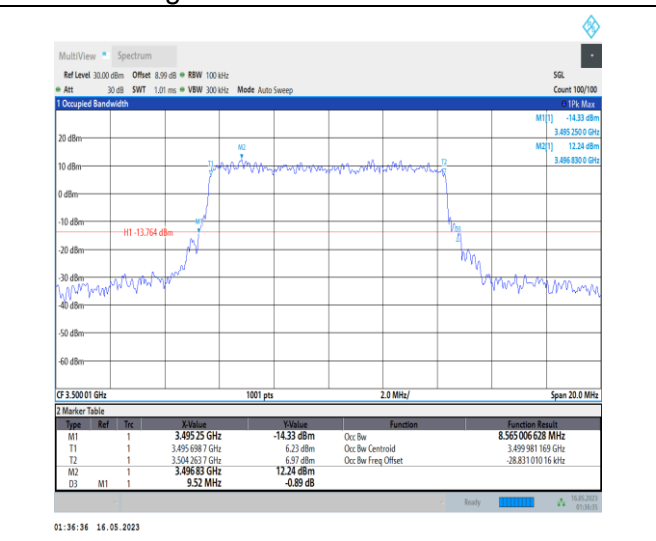 MultiView Spectrum
Ref Level 30.00 dBm Offset 8.99 dB RBW 100 kHz SGL
Att 30 dB SWT 1.01 ms VBW 300 kHz Mode Auto Sweep Count 100/100
1 Occupied Bandwidth 1Pk Max
M1[1] -14.33 dBm
3.495 250 0 GHz
M2[1] 12.24 dBm
3.496 830 0 GHz
20 dBm
M2
T1
T2
10 dBm
0 dBm
-10 dBm
M1
H1 -13.764 dBm
D3
-20 dBm
-30 dBm
-40 dBm
-50 dBm
-60 dBm
CF 3.500 01 GHz 1001 pts 2.0 MHz/ Span 20.0 MHz
2 Marker Table
Type Ref Trc X-Value Y-Value Function Function Result
M1 1 3.495 25 GHz -14.33 dBm Occ Bw 8.565 006 628 MHz
T1 1 3.495 698 7 GHz 6.23 dBm Occ Bw Centroid 3.499 981 169 GHz
T2 1 3.504 263 7 GHz 6.97 dBm Occ Bw Freq Offset -28.831 010 16 kHz
M2 1 3.496 83 GHz 12.24 dBm
D3 M1 1 9.52 MHz -0.89 dB
Ready 16.05.2023
01:36:35
01:36:36 16.05.2023